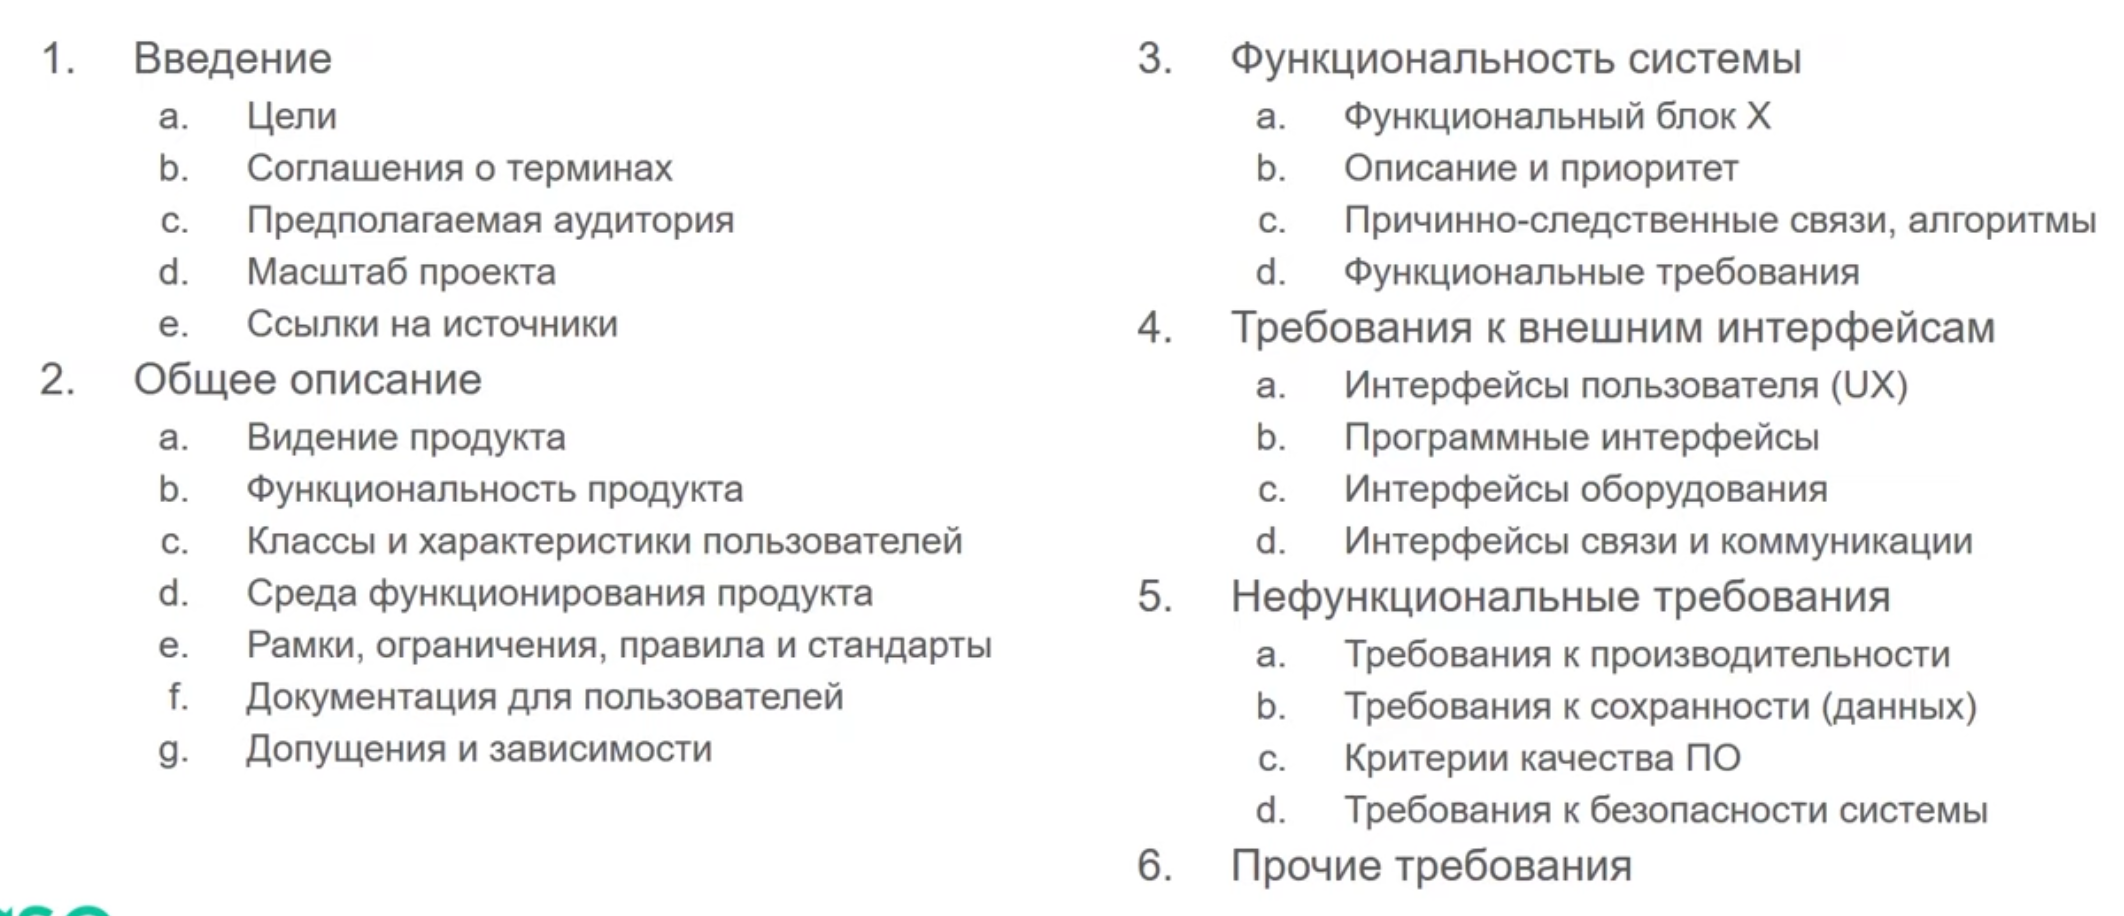 1. Введение
a. Цели
b. Соглашения о терминах
c. Предполагаемая аудитория
d. Масштаб проекта
e. Ссылки на источники
2. Общее описание
a. Видение продукта
b. Функциональность продукта
c. Классы и характеристики пользователей
d. Среда функционирования продукта
e. Рамки, ограничения, правила и стандарты
f. Документация для пользователей
g. Допущения и зависимости
3. Функциональность системы
a. Функциональный блок X
b. Описание и приоритет
c. Причинно-следственные связи, алгоритмы
d. Функциональные требования
4. Требования к внешним интерфейсам
a. Интерфейсы пользователя (UX)
b. Программные интерфейсы
c. Интерфейсы оборудования
d. Интерфейсы связи и коммуникации
5. Нефункциональные требования
a. Требования к производительности
b. Требования к сохранности (данных)
c. Критерии качества ПО
d. Требования к безопасности системы
6. Прочие требования